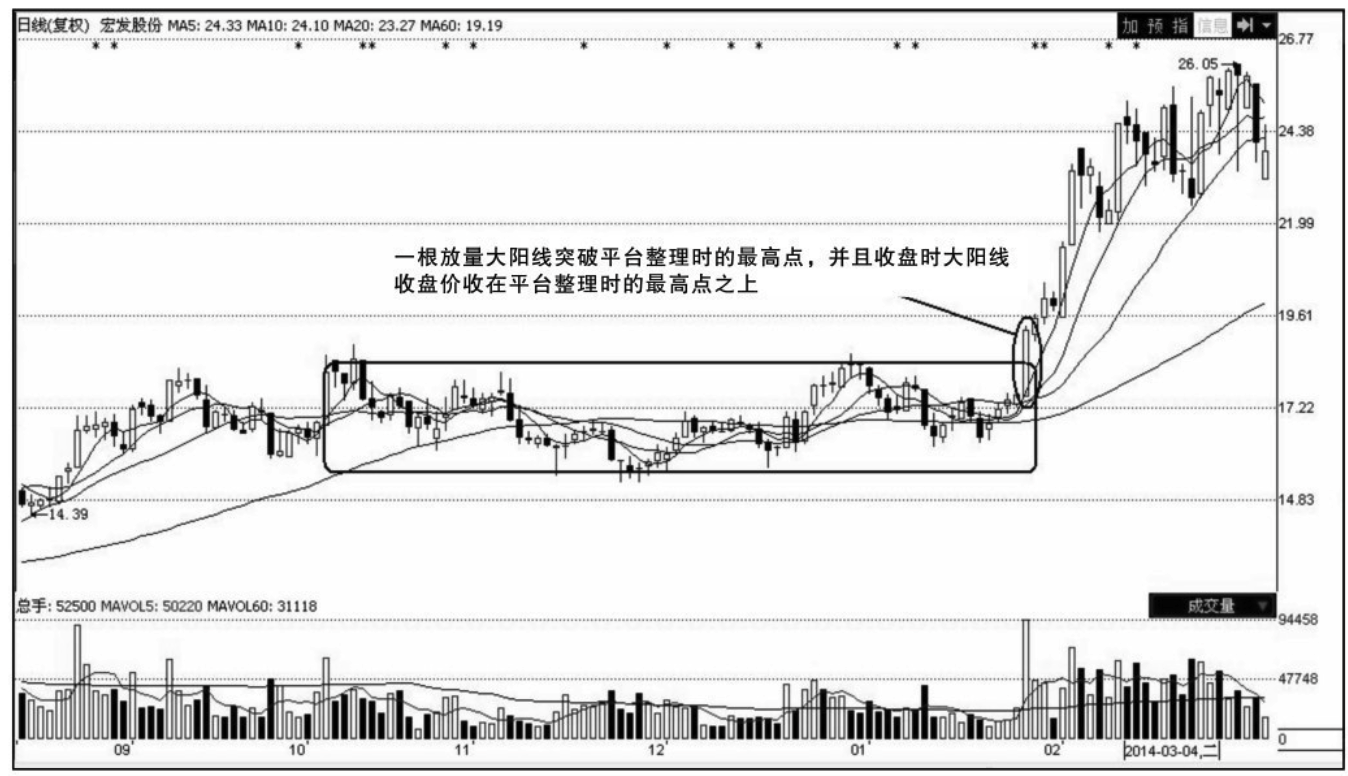 日线(复权) 宏发股份 MA5: 24.33 MA10: 24.10 MA20: 23.27 MA60: 19.19
加 预 指 信息
26.77
26.05
24.38
21.99
一根放量大阳线突破平台整理时的最高点，并且收盘时大阳线
收盘价收在平台整理时的最高点之上
19.61
17.22
14.83
14.39
总手: 52500 MAVOL5: 50220 MAVOL60: 31118
成交量
94458
47748
0
09 10 11 12 01 02 2014-03-04,二